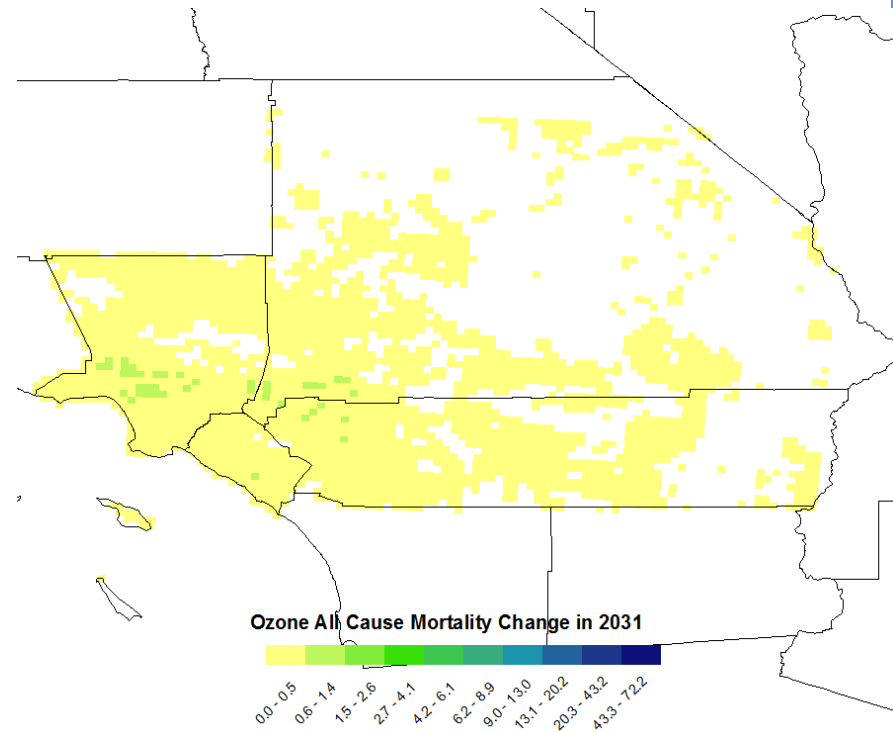 Ozone All Cause Mortality Change in 2031
0.0 - 0.5
0.6 - 1.4
1.5 - 2.6
2.7 - 4.1
4.2 - 6.1
6.2 - 8.9
9.0 - 13.0
13.1 - 20.2
20.3 - 43.2
43.3 - 72.2